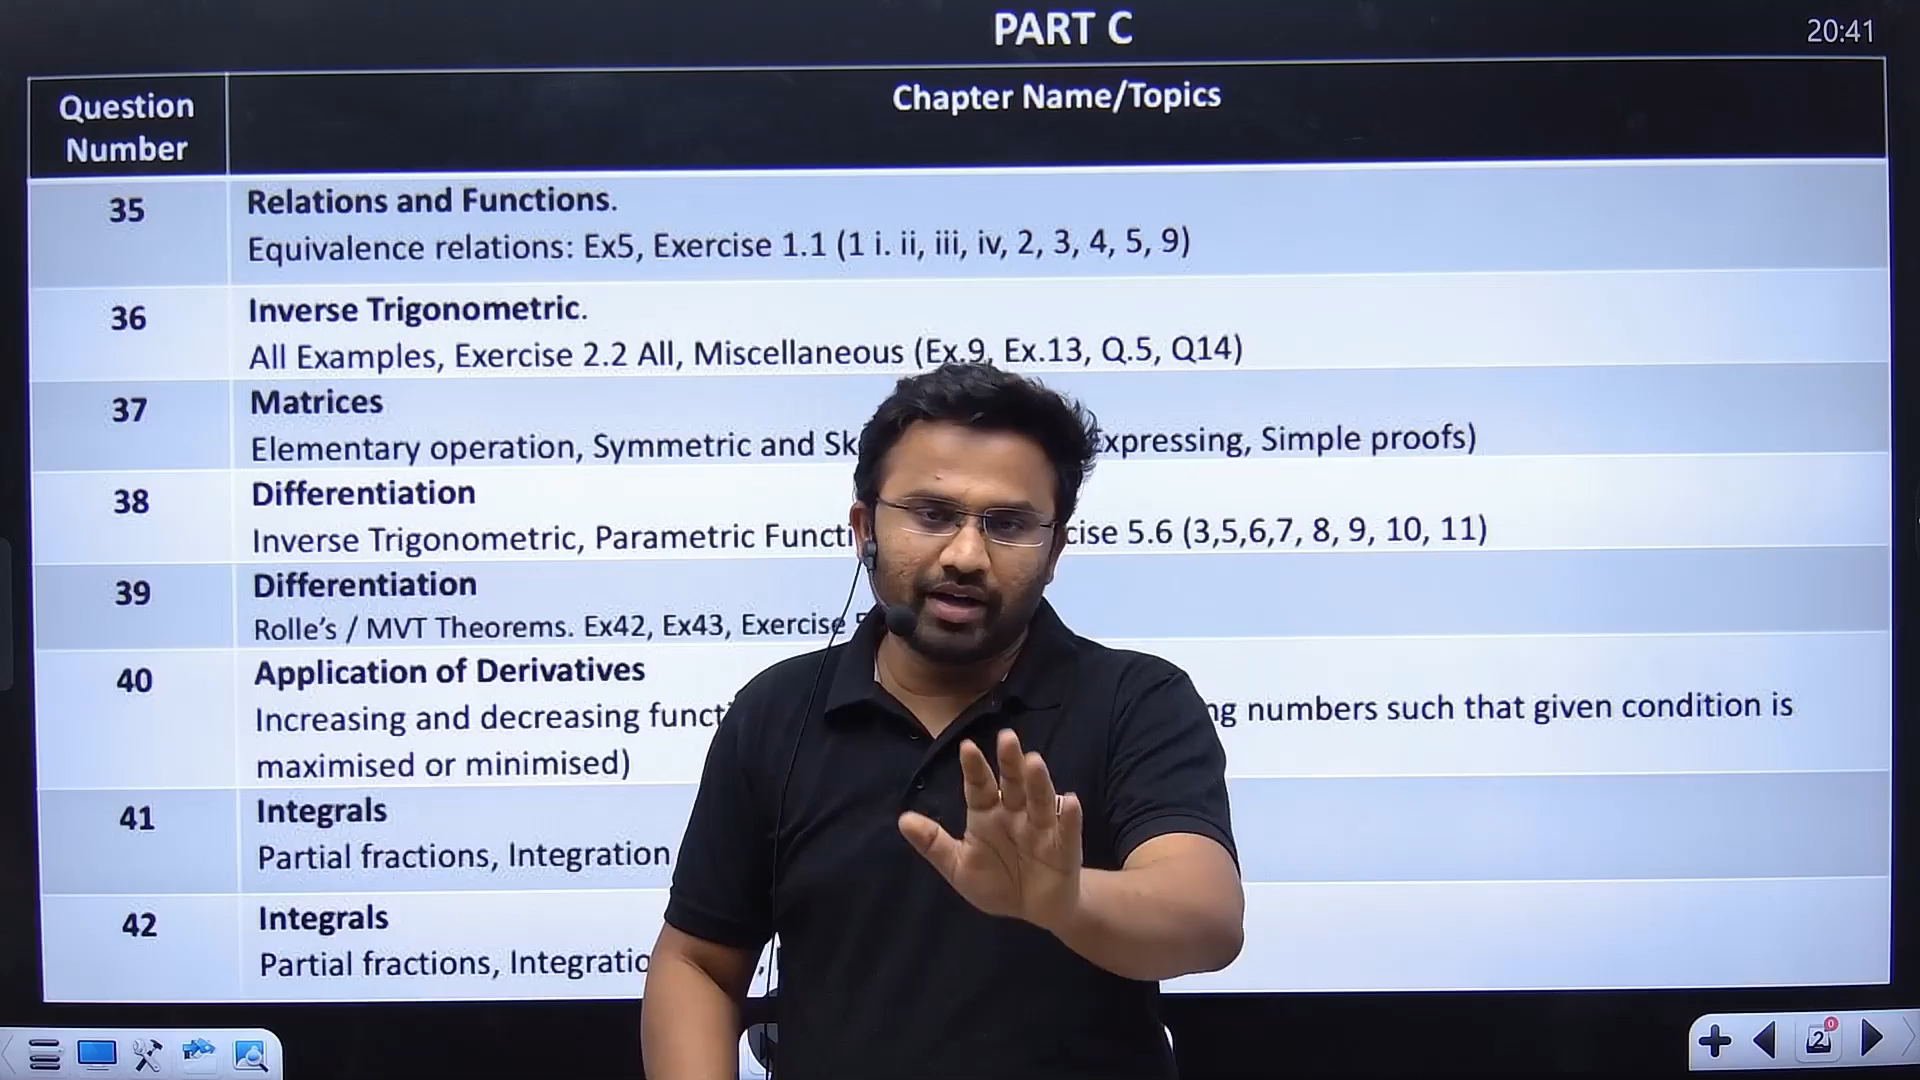 PART C
20:41
Question Number
Chapter Name/Topics
35
Relations and Functions.
Equivalence relations: Ex5, Exercise 1.1 (1 i. ii, iii, iv, 2, 3, 4, 5, 9)
36
Inverse Trigonometric.
All Examples, Exercise 2.2 All, Miscellaneous (Ex.9, Ex.13, Q.5, Q14)
37
Matrices
Elementary operation, Symmetric and Sk xpressing, Simple proofs)
38
Differentiation
Inverse Trigonometric, Parametric Functi cise 5.6 (3,5,6,7, 8, 9, 10, 11)
39
Differentiation
Rolle's / MVT Theorems. Ex42, Ex43, Exercise
40
Application of Derivatives
Increasing and decreasing funct ng numbers such that given condition is
maximised or minimised)
41
Integrals
Partial fractions, Integration
42
Integrals
Partial fractions, Integratio
2
0